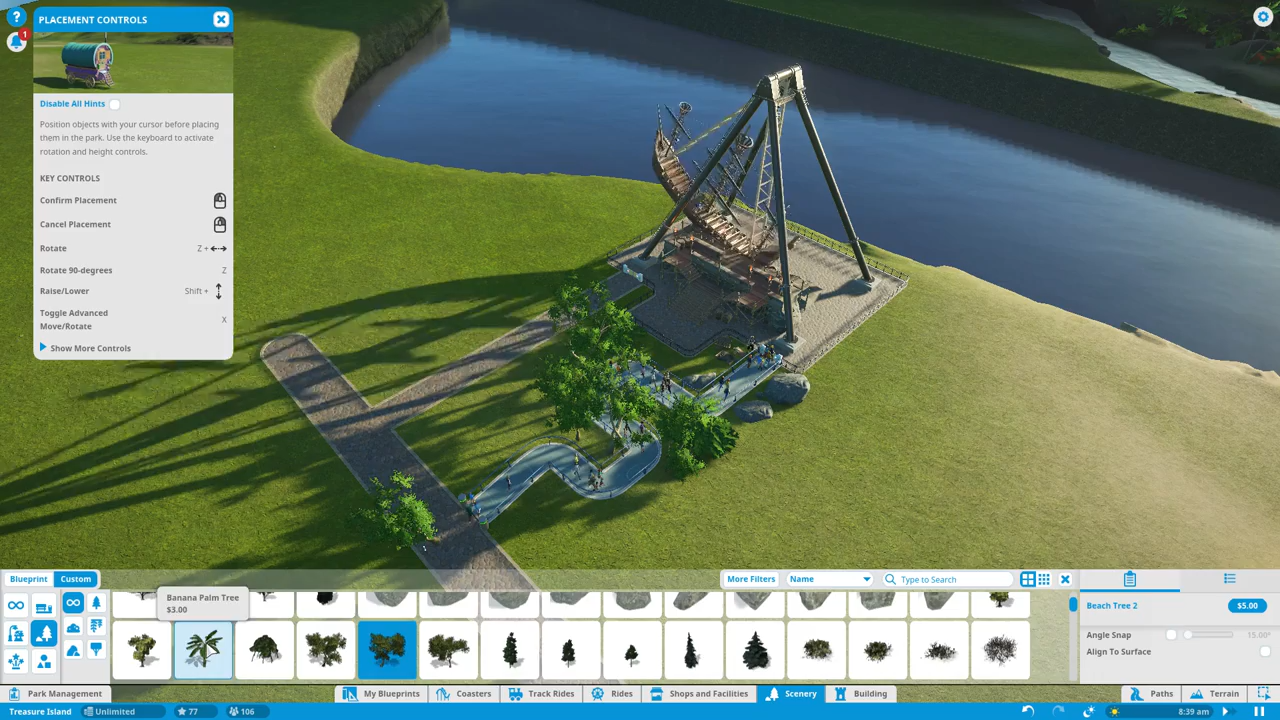 ?
PLACEMENT CONTROLS
1
Disable All Hints
Position objects with your cursor before placing
them in the park. Use the keyboard to activate
rotation and height controls.
KEY CONTROLS
Confirm Placement
Cancel Placement
Rotate Z +
Rotate 90-degrees Z
Raise/Lower Shift +
Toggle Advanced
Move/Rotate X
Show More Controls
Blueprint Custom More Filters Name Type to Search
Banana Palm Tree
$3.00
Beach Tree 2 $5.00
Angle Snap 15.00°
Align To Surface
Park Management My Blueprints Coasters Track Rides Rides Shops and Facilities Scenery Building Paths Terrain
Treasure Island Unlimited 77 106 8:39 am